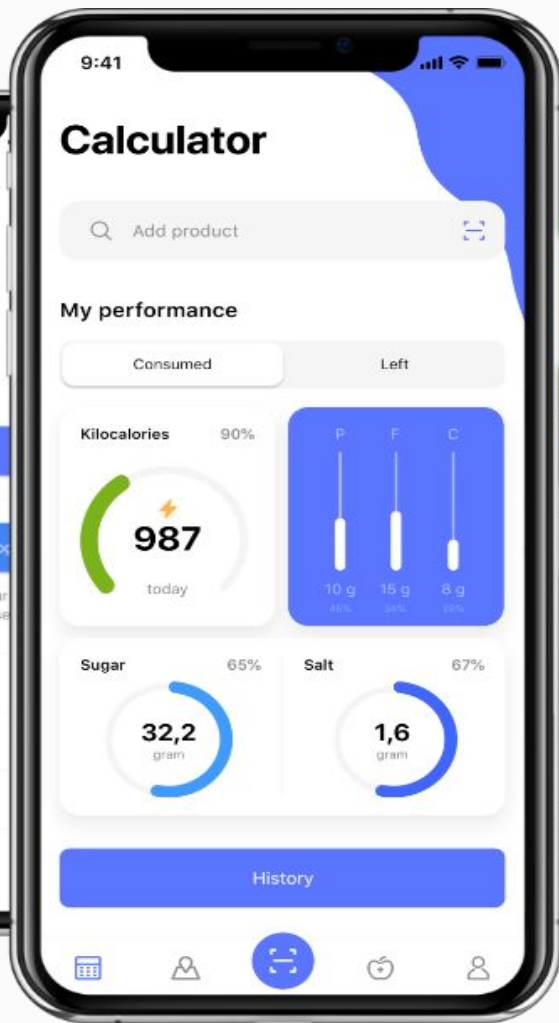 9:41
Calculator
Add product
My performance
Consumed Left
Kilocalories 90%
987
today
P F C
10 g 15 g 8 g
34%
Sugar 65%
32,2
gram
Salt 67%
1,6
gram
History